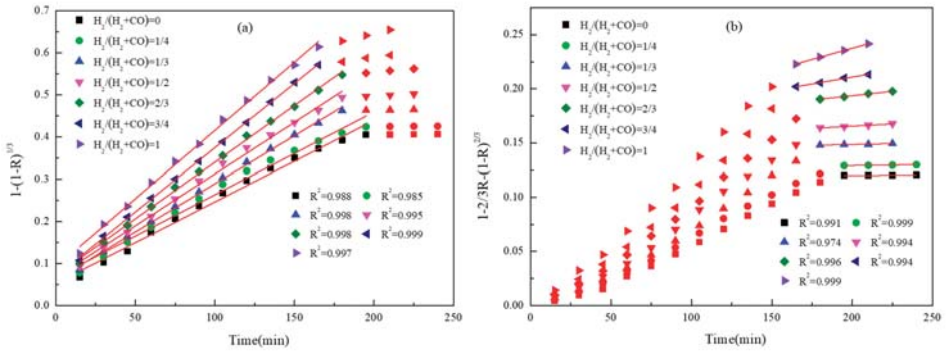 (a)
H2/(H2+CO)=0
H2/(H2+CO)=1/4
H2/(H2+CO)=1/3
H2/(H2+CO)=1/2
H2/(H2+CO)=2/3
H2/(H2+CO)=3/4
H2/(H2+CO)=1
R²=0.988 R²=0.985
R²=0.998 R²=0.995
R²=0.998 R²=0.999
R²=0.997
1-(1-R)^1/3
0.7
0.6
0.5
0.4
0.3
0.2
0.1
0.0
0 50 100 150 200 250
Time(min)
(b)
H2/(H2+CO)=0
H2/(H2+CO)=1/4
H2/(H2+CO)=1/3
H2/(H2+CO)=1/2
H2/(H2+CO)=2/3
H2/(H2+CO)=3/4
H2/(H2+CO)=1
R²=0.991 R²=0.999
R²=0.974 R²=0.994
R²=0.996 R²=0.994
R²=0.999
1-2/3R-(1-R)^2/3
0.25
0.20
0.15
0.10
0.05
0.00
0 50 100 150 200 250
Time(min)